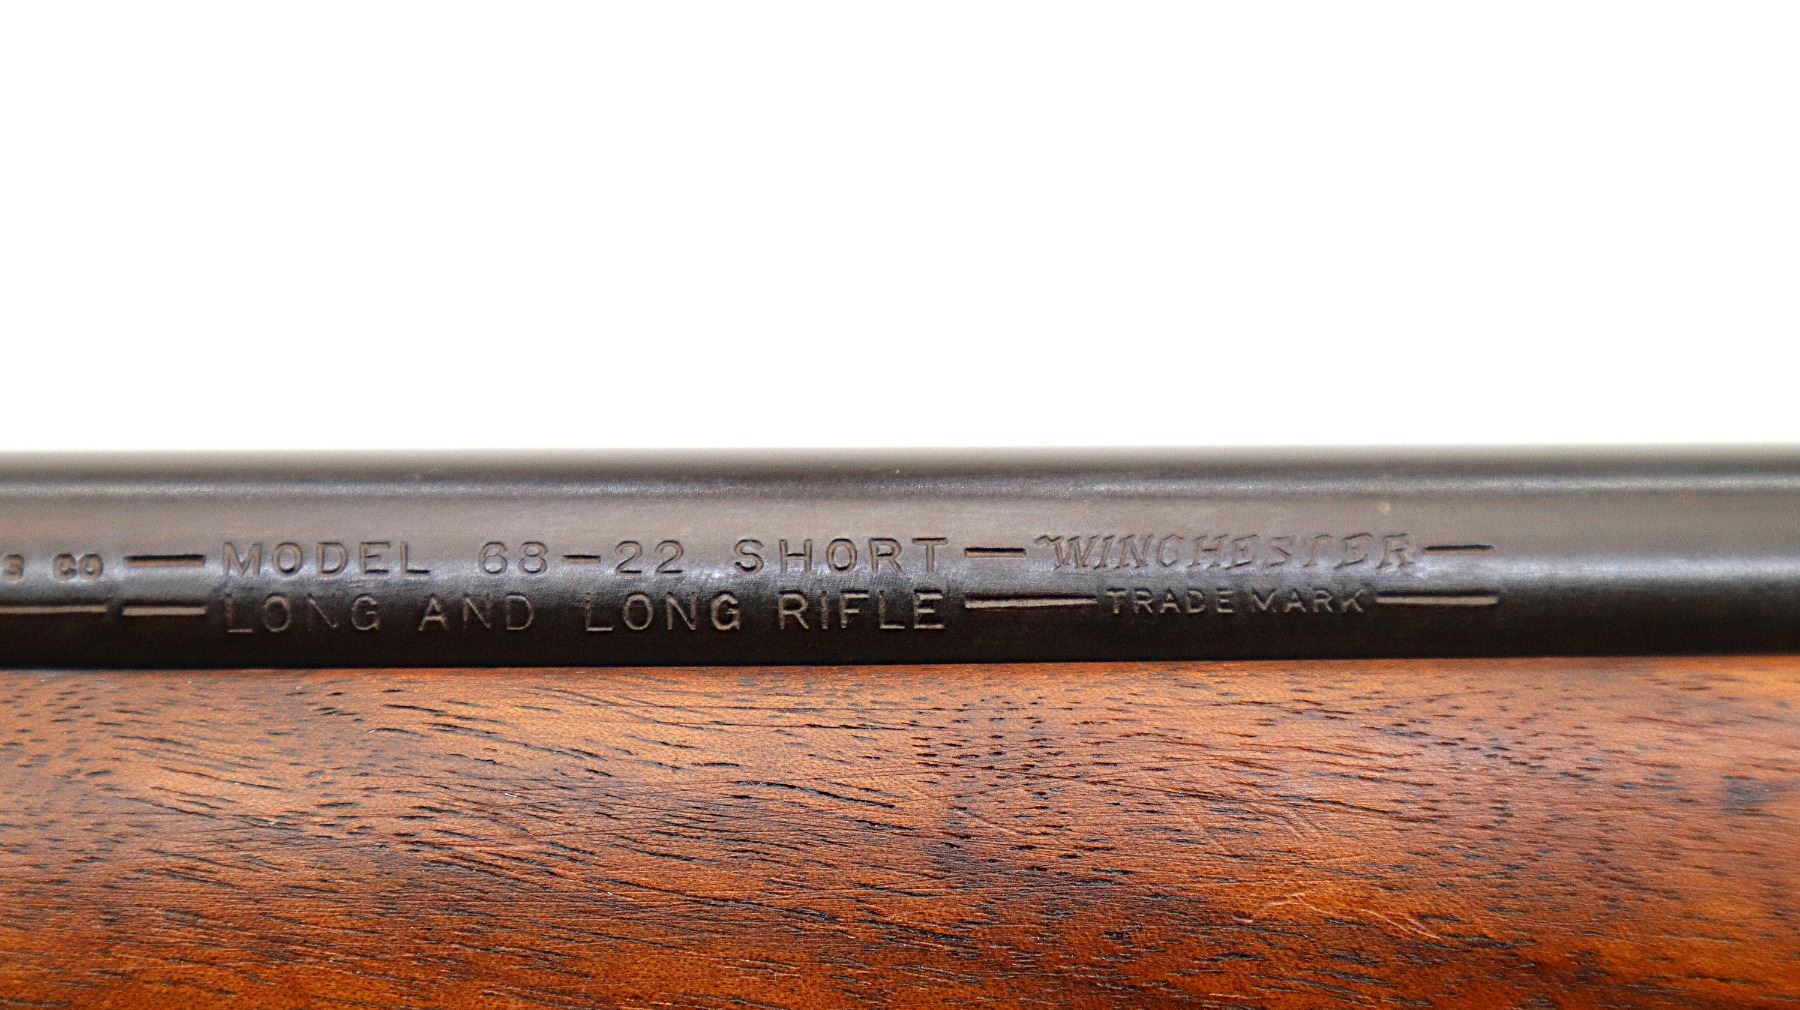 S CO — MODEL 68-22 SHORT — WINCHESTER —
LONG AND LONG RIFLE — TRADE MARK —